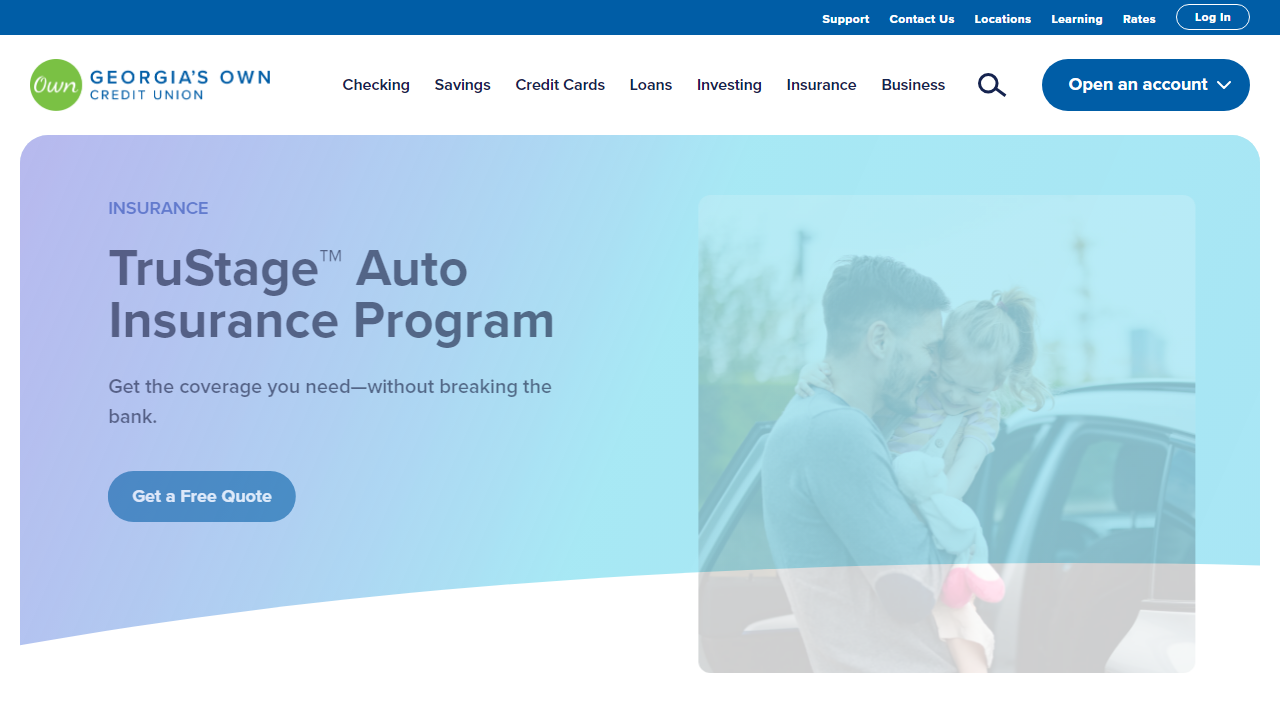 Support Contact Us Locations Learning Rates Log In
Own GEORGIA'S OWN
CREDIT UNION
Checking Savings Credit Cards Loans Investing Insurance Business Open an account
INSURANCE
TruStage™ Auto
Insurance Program
Get the coverage you need—without breaking the
bank.
Get a Free Quote